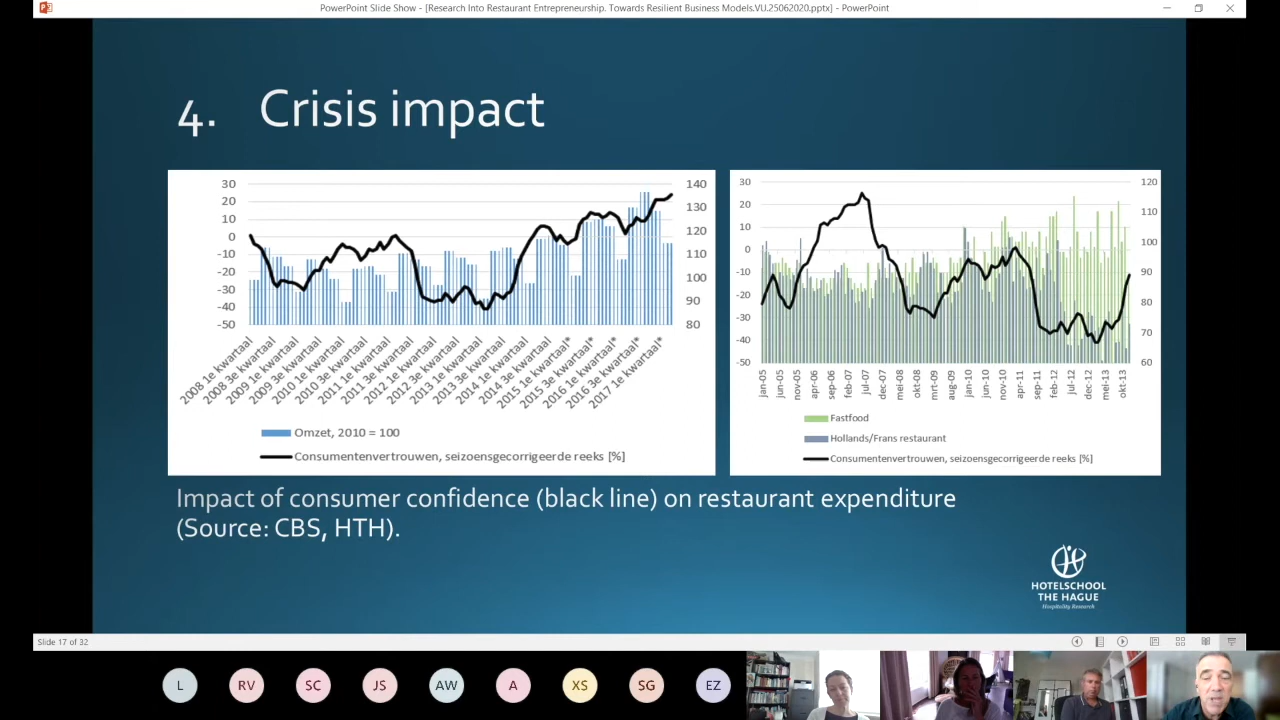 PowerPoint Slide Show - [Research Into Restaurant Entrepreneurship. Towards Resilient Business Models.VU.25062020.pptx] - PowerPoint
4. Crisis impact
30
20
10
0
-10
-20
-30
-40
-50
140
130
120
110
100
90
80
2008 1e kwartaal
2008 3e kwartaal
2009 1e kwartaal
2009 3e kwartaal
2010 1e kwartaal
2010 3e kwartaal
2011 1e kwartaal
2011 3e kwartaal
2012 1e kwartaal
2012 3e kwartaal
2013 1e kwartaal
2013 3e kwartaal
2014 1e kwartaal
2014 3e kwartaal
2015 1e kwartaal*
2015 3e kwartaal*
2016 1e kwartaal*
2016 3e kwartaal*
2017 1e kwartaal*
Omzet, 2010 = 100
Consumentenvertrouwen, seizoensgecorrigeerde reeks [%]
30
20
10
0
-10
-20
-30
-40
-50
120
110
100
90
80
70
60
jan-05
jun-05
nov-05
apr-06
sep-06
feb-07
jul-07
dec-07
mei-08
okt-08
mrt-09
aug-09
jan-10
jun-10
nov-10
apr-11
sep-11
feb-12
jul-12
dec-12
mei-13
okt-13
Fastfood
Hollands/Frans restaurant
Consumentenvertrouwen, seizoensgecorrigeerde reeks [%]
Impact of consumer confidence (black line) on restaurant expenditure
(Source: CBS, HTH).
HOTELSCHOOL
THE HAGUE
Hospitality Research
Slide 17 of 32
L RV SC JS AW A XS SG EZ